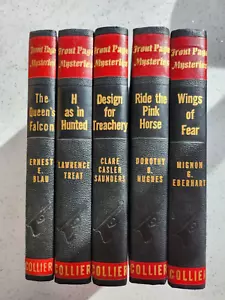 Front Page
Mysteries
The
Queen's
Falcon
ERNEST
E.
BLAU
COLLIER
Front Page
Mysteries
H
as in
Hunted
LAWRENCE
TREAT
COLLIER
Front Page
Mysteries
Design
for
Treachery
CLARE
CASLER
SAUNDERS
COLLIER
Front Page
Mysteries
Ride the
Pink
Horse
DOROTHY
B.
HUGHES
COLLIER
Front Page
Mysteries
Wings
of
Fear
MIGNON
G.
EBERHART
COLLIER